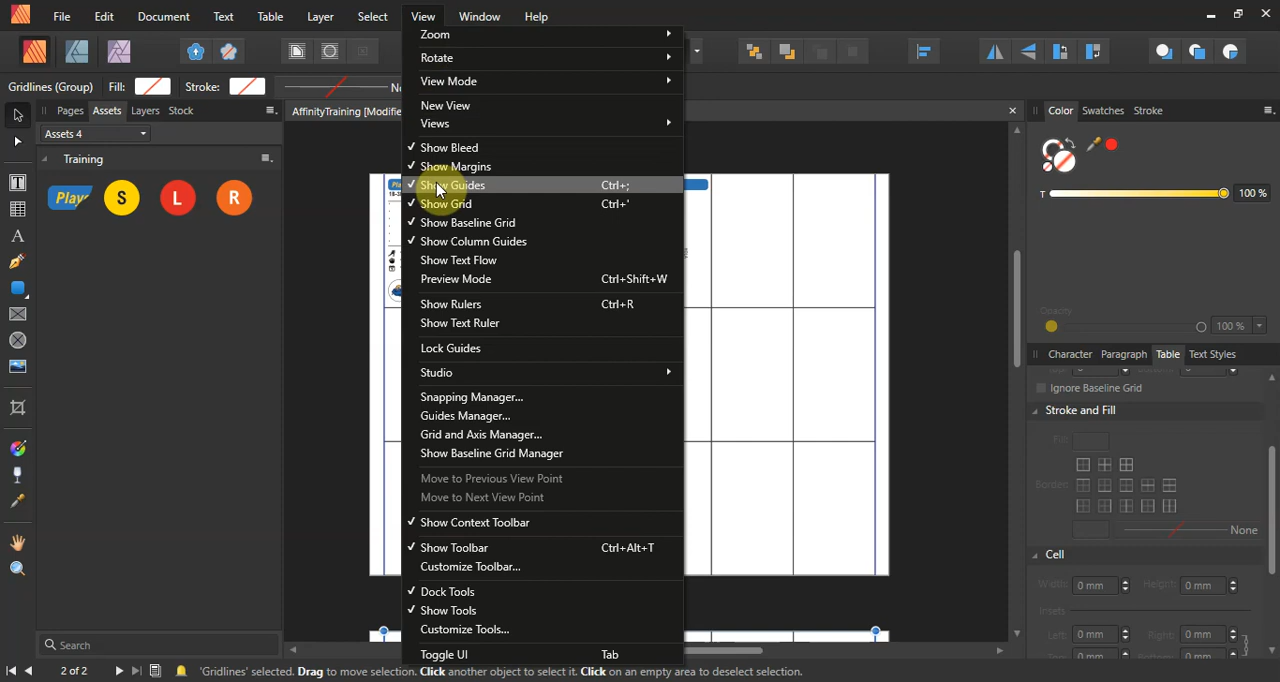 File Edit Document Text Table Layer Select View Window Help
Gridlines (Group) Fill: Stroke:
Pages Assets Layers Stock
Assets 4
Training
Play
S
L
R
Search
AffinityTraining [Modifie
Zoom
Rotate
View Mode
New View
Views
Show Bleed
Show Margins
Show Guides Ctrl+;
Show Grid Ctrl+'
Show Baseline Grid
Show Column Guides
Show Text Flow
Preview Mode Ctrl+Shift+W
Show Rulers Ctrl+R
Show Text Ruler
Lock Guides
Studio
Snapping Manager...
Guides Manager...
Grid and Axis Manager...
Show Baseline Grid Manager
Move to Previous View Point
Move to Next View Point
Show Context Toolbar
Show Toolbar Ctrl+Alt+T
Customize Toolbar...
Dock Tools
Show Tools
Customize Tools...
Toggle UI Tab
Color Swatches Stroke
T 100 %
Opacity
100 %
Character Paragraph Table Text Styles
Ignore Baseline Grid
Stroke and Fill
Fill:
Border:
None
Cell
Width: 0 mm Height: 0 mm
Insets
Left: 0 mm Right: 0 mm
2 of 2 'Gridlines' selected. Drag to move selection. Click another object to select it. Click on an empty area to deselect selection.